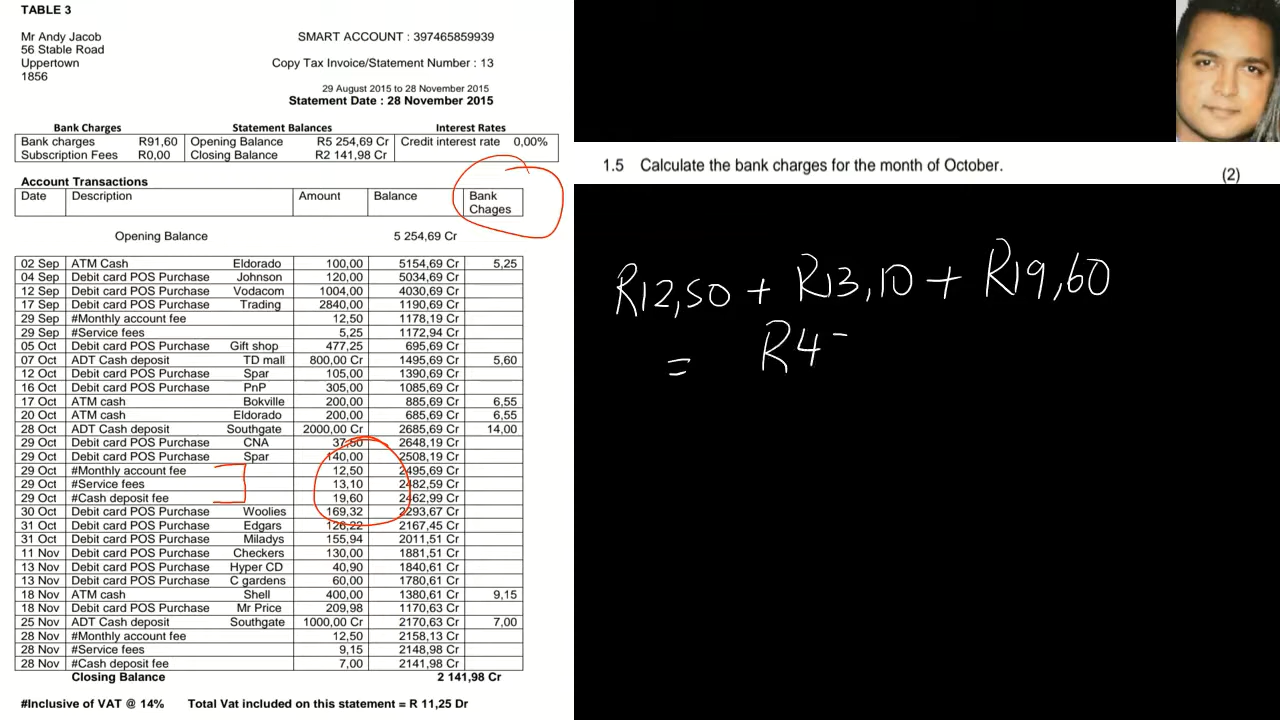 TABLE 3
Mr Andy Jacob
56 Stable Road
Uppertown
1856
SMART ACCOUNT : 397465859939
Copy Tax Invoice/Statement Number : 13
29 August 2015 to 28 November 2015
Statement Date : 28 November 2015
Bank Charges Statement Balances Interest Rates
Bank charges R91,60 Opening Balance R5 254,69 Cr Credit interest rate 0,00%
Subscription Fees R0,00 Closing Balance R2 141,98 Cr
Account Transactions
Date Description Amount Balance Bank Chages
Opening Balance 5 254,69 Cr
02 Sep ATM Cash Eldorado 100,00 5154,69 Cr 5,25
04 Sep Debit card POS Purchase Johnson 120,00 5034,69 Cr
12 Sep Debit card POS Purchase Vodacom 1004,00 4030,69 Cr
17 Sep Debit card POS Purchase Trading 2840,00 1190,69 Cr
29 Sep #Monthly account fee 12,50 1178,19 Cr
29 Sep #Service fees 5,25 1172,94 Cr
05 Oct Debit card POS Purchase Gift shop 477,25 695,69 Cr
07 Oct ADT Cash deposit TD mall 800,00 Cr 1495,69 Cr 5,60
12 Oct Debit card POS Purchase Spar 105,00 1390,69 Cr
16 Oct Debit card POS Purchase PnP 305,00 1085,69 Cr
17 Oct ATM cash Bokville 200,00 885,69 Cr 6,55
20 Oct ATM cash Eldorado 200,00 685,69 Cr 6,55
28 Oct ADT Cash deposit Southgate 2000,00 Cr 2685,69 Cr 14,00
29 Oct Debit card POS Purchase CNA 37,50 2648,19 Cr
29 Oct Debit card POS Purchase Spar 140,00 2508,19 Cr
29 Oct #Monthly account fee 12,50 2495,69 Cr
29 Oct #Service fees 13,10 2482,59 Cr
29 Oct #Cash deposit fee 19,60 2462,99 Cr
30 Oct Debit card POS Purchase Woolies 169,32 2293,67 Cr
31 Oct Debit card POS Purchase Edgars 126,22 2167,45 Cr
31 Oct Debit card POS Purchase Miladys 155,94 2011,51 Cr
11 Nov Debit card POS Purchase Checkers 130,00 1881,51 Cr
13 Nov Debit card POS Purchase Hyper CD 40,90 1840,61 Cr
13 Nov Debit card POS Purchase C gardens 60,00 1780,61 Cr
18 Nov ATM cash Shell 400,00 1380,61 Cr 9,15
18 Nov Debit card POS Purchase Mr Price 209,98 1170,63 Cr
25 Nov ADT Cash deposit Southgate 1000,00 Cr 2170,63 Cr 7,00
28 Nov #Monthly account fee 12,50 2158,13 Cr
28 Nov #Service fees 9,15 2148,98 Cr
28 Nov #Cash deposit fee 7,00 2141,98 Cr
Closing Balance 2 141,98 Cr
#Inclusive of VAT @ 14% Total Vat included on this statement = R 11,25 Dr
1.5 Calculate the bank charges for the month of October.
(2)
R12,50 + R13,10 + R19,60
= R4